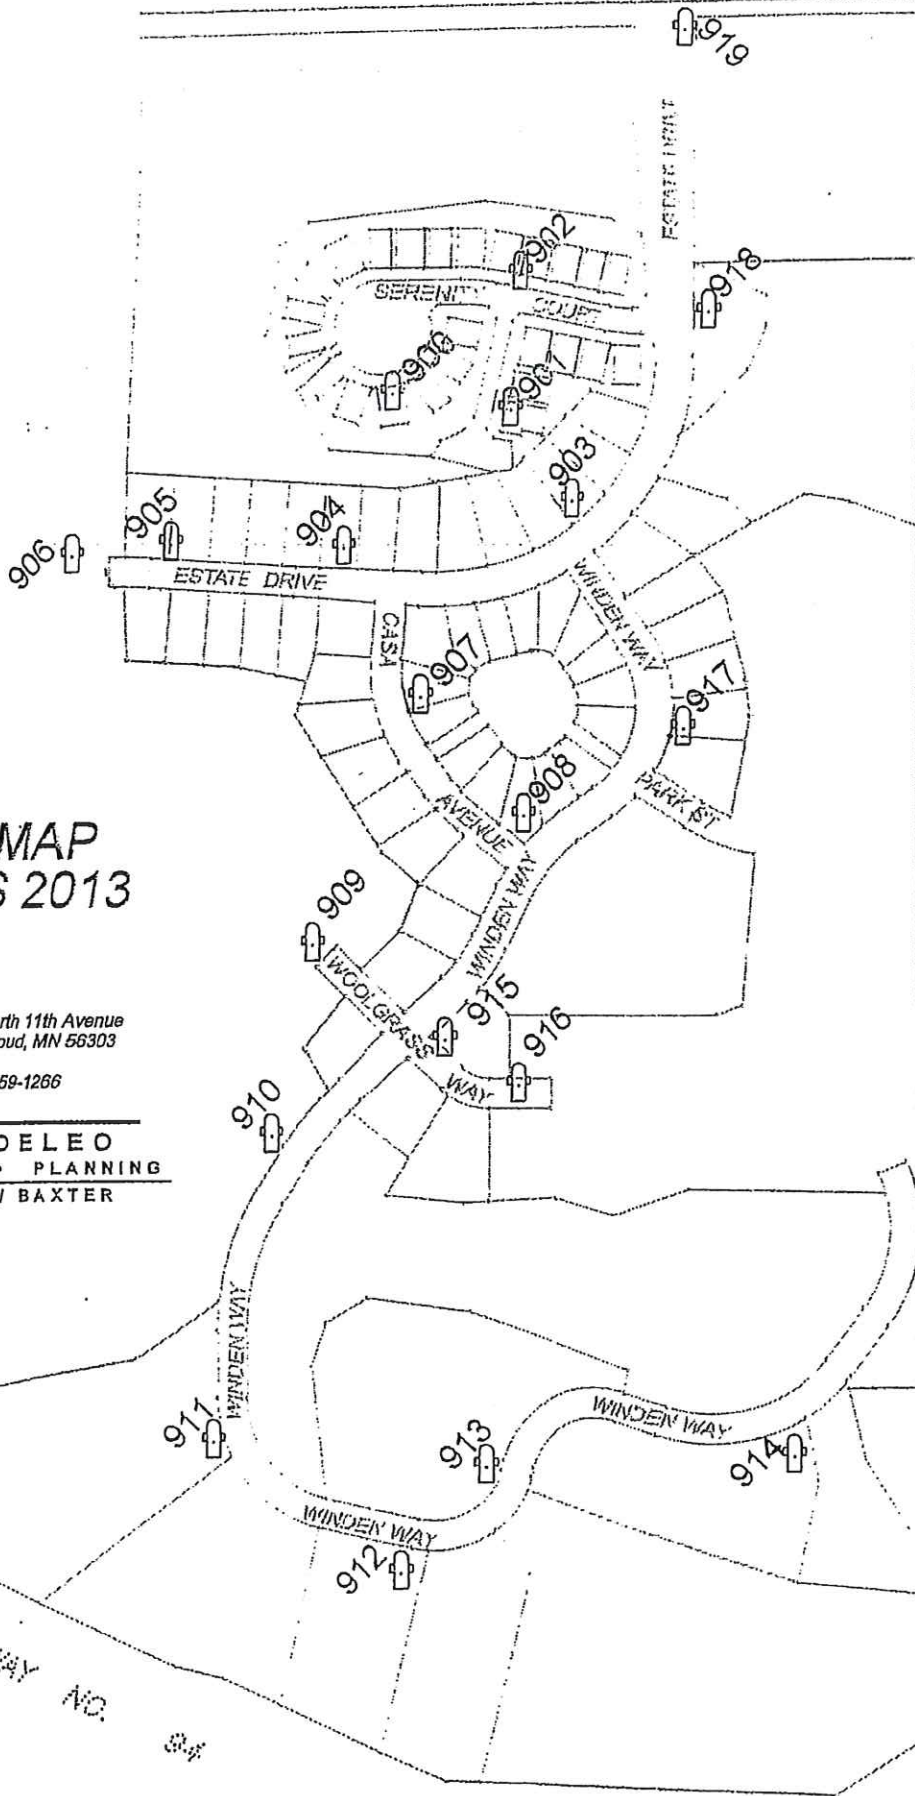 919
ESTATE DRIVE
902
918
SERENITY
COURT
900
901
903
905
904
906
ESTATE DRIVE
WINDEN WAY
CASA
907
917
908
PARK ST
AVENUE
MAP
2013
909
WINDEN WAY
WOOLGRASS
915
rth 11th Avenue
oud, MN 56303
916
59-1266
WAY
910
DELEO
PLANNING
BAXTER
WINDEN WAY
911
WINDEN WAY
913
914
WINDEN WAY
912
WAY NO. 94